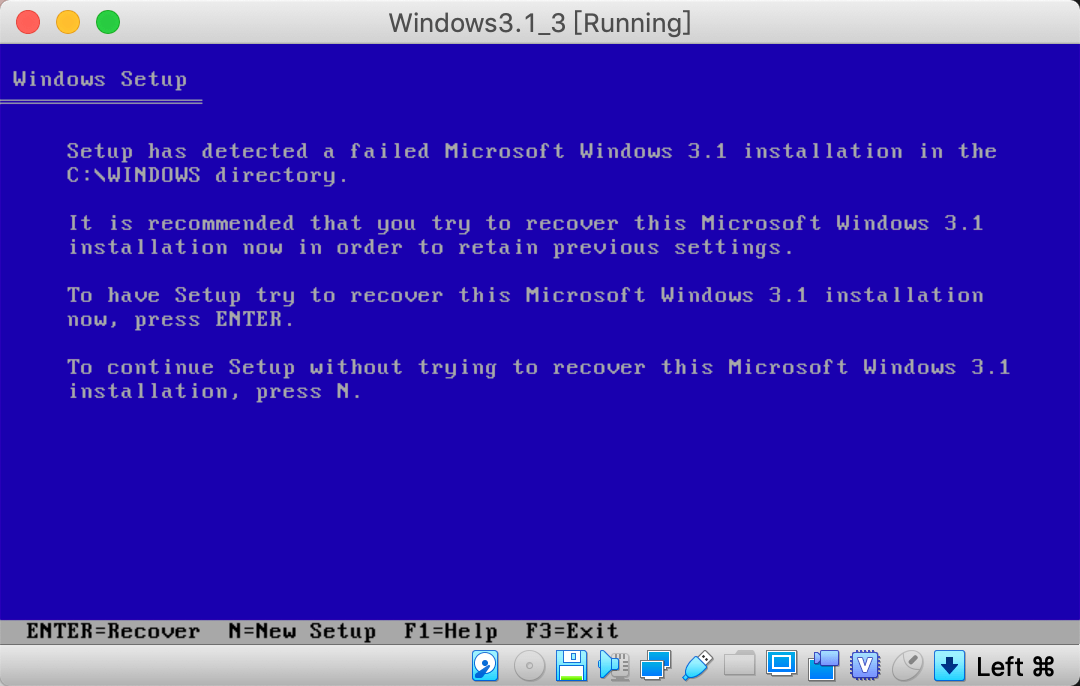 Windows3.1_3 [Running]
Windows Setup
Setup has detected a failed Microsoft Windows 3.1 installation in the
C:\WINDOWS directory.
It is recommended that you try to recover this Microsoft Windows 3.1
installation now in order to retain previous settings.
To have Setup try to recover this Microsoft Windows 3.1 installation
now, press ENTER.
To continue Setup without trying to recover this Microsoft Windows 3.1
installation, press N.
ENTER=Recover  N=New Setup  F1=Help  F3=Exit
V
Left ⌘